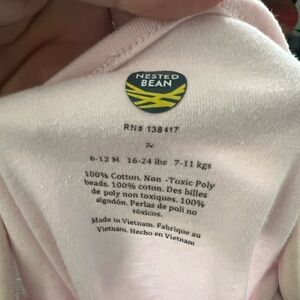 NESTED
BEAN
RN# 138417
6-12 M 16-24 lbs 7-11 kgs
100% Cotton. Non -Toxic Poly
beads. 100% coton. Des billes
de poly non toxiques. 100%
algodón. Perlas de poli no
tóxicos.
Made in Vietnam. Fabrique au
Vietnam. Hecho en Vietnam